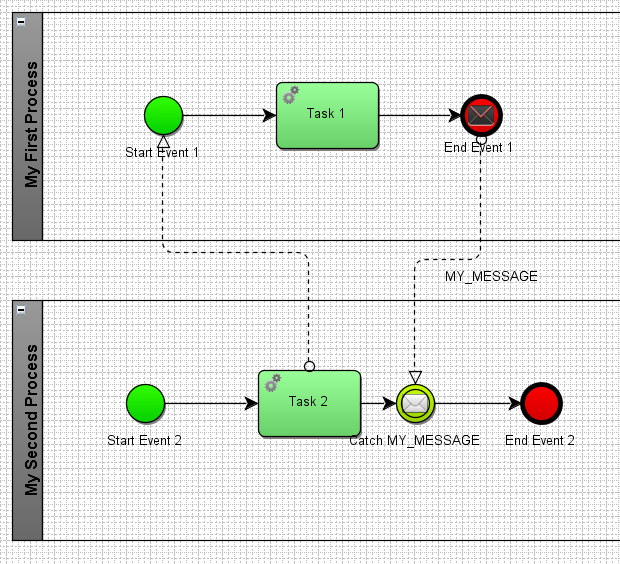 My First Process
Task 1
Start Event 1
End Event 1
MY_MESSAGE
My Second Process
Task 2
Start Event 2
Catch MY_MESSAGE
End Event 2